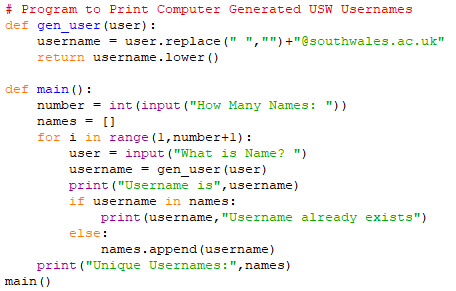 # Program to Print Computer Generated USW Usernames
def gen_user(user):
    username = user.replace(" ","")+"@southwales.ac.uk"
    return username.lower()

def main():
    number = int(input("How Many Names: "))
    names = []
    for i in range(1,number+1):
        user = input("What is Name? ")
        username = gen_user(user)
        print("Username is",username)
        if username in names:
            print(username,"Username already exists")
        else:
            names.append(username)
    print("Unique Usernames:",names)
main()